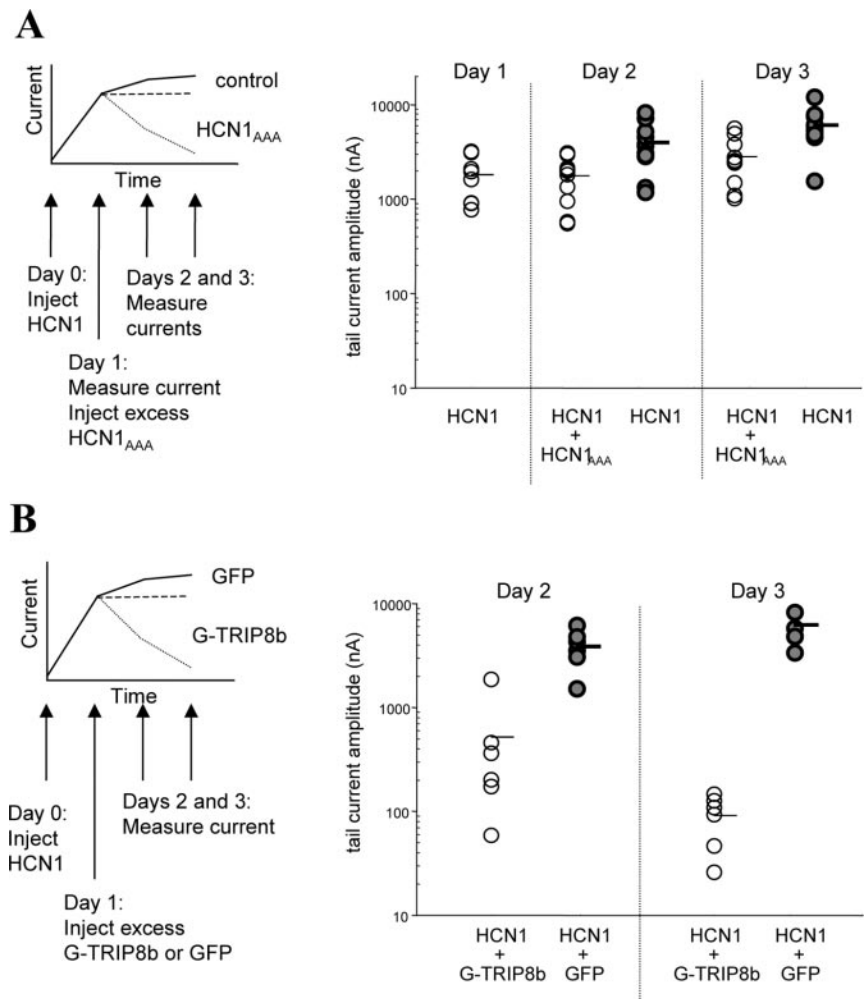 A
Current
control
HCN1AAA
Time
Day 0:
Inject
HCN1
Days 2 and 3:
Measure
currents
Day 1:
Measure current
Inject excess
HCN1AAA
tail current amplitude (nA)
10000
1000
100
10
Day 1
Day 2
Day 3
HCN1
HCN1
+
HCN1AAA
HCN1
HCN1
+
HCN1AAA
HCN1
B
Current
GFP
G-TRIP8b
Time
Day 0:
Inject
HCN1
Days 2 and 3:
Measure current
Day 1:
Inject excess
G-TRIP8b or GFP
tail current amplitude (nA)
10000
1000
100
10
Day 2
Day 3
HCN1
+
G-TRIP8b
HCN1
+
GFP
HCN1
+
G-TRIP8b
HCN1
+
GFP